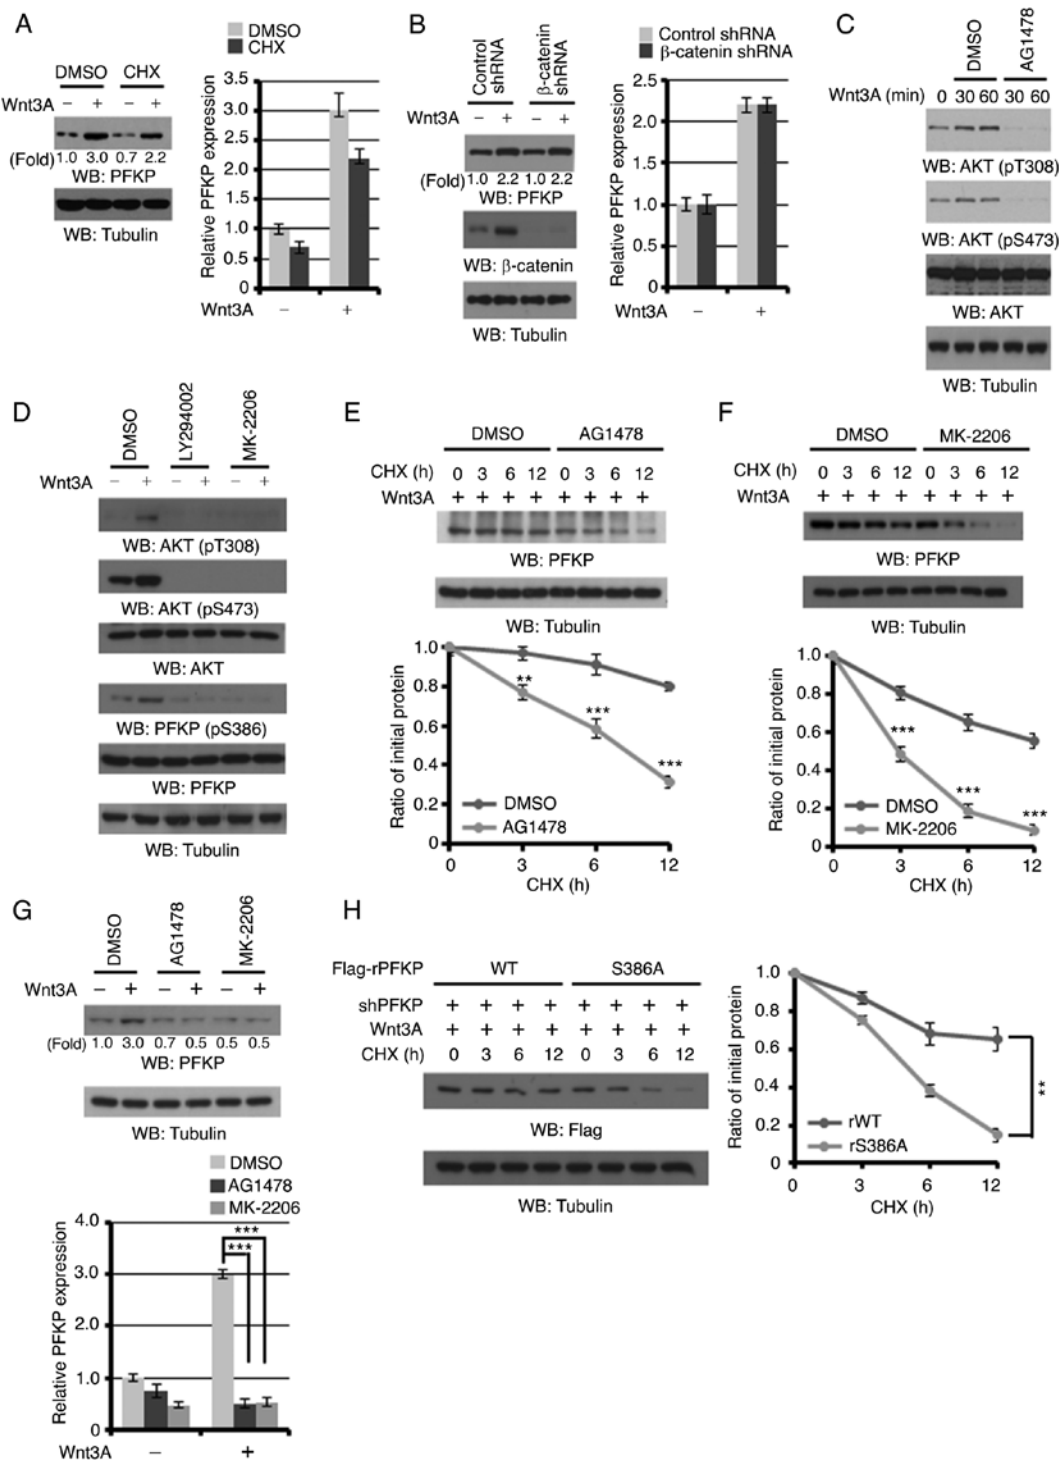 A
DMSO
CHX
DMSO CHX
Wnt3A − + − +
(Fold) 1.0 3.0 0.7 2.2
WB: PFKP
WB: Tubulin
Relative PFKP expression
3.5
3.0
2.5
2.0
1.5
1.0
0.5
0
Wnt3A − +
B
Control shRNA
β-catenin shRNA
Control shRNA
β-catenin shRNA
Wnt3A − + − +
(Fold) 1.0 2.2 1.0 2.2
WB: PFKP
WB: β-catenin
WB: Tubulin
Relative PFKP expression
2.5
2.0
1.5
1.0
0.5
0
Wnt3A − +
C
DMSO
AG1478
Wnt3A (min) 0 30 60 30 60
WB: AKT (pT308)
WB: AKT (pS473)
WB: AKT
WB: Tubulin
D
DMSO
LY294002
MK-2206
Wnt3A − + − + − +
WB: AKT (pT308)
WB: AKT (pS473)
WB: AKT
WB: PFKP (pS386)
WB: PFKP
WB: Tubulin
E
DMSO AG1478
CHX (h) 0 3 6 12 0 3 6 12
Wnt3A + + + + + + + +
WB: PFKP
WB: Tubulin
Ratio of initial protein
1.0
0.8
0.6
0.4
0.2
0
**
***
***
DMSO
AG1478
0 3 6 12
CHX (h)
F
DMSO MK-2206
CHX (h) 0 3 6 12 0 3 6 12
Wnt3A + + + + + + + +
WB: PFKP
WB: Tubulin
Ratio of initial protein
1.0
0.8
0.6
0.4
0.2
0
***
***
***
DMSO
MK-2206
0 3 6 12
CHX (h)
G
DMSO
AG1478
MK-2206
Wnt3A − + − + − +
(Fold) 1.0 3.0 0.7 0.5 0.5 0.5
WB: PFKP
WB: Tubulin
DMSO
AG1478
MK-2206
Relative PFKP expression
4.0
3.0
2.0
1.0
0
***
***
Wnt3A − +
H
Flag-rPFKP WT S386A
shPFKP + + + + + + + +
Wnt3A + + + + + + + +
CHX (h) 0 3 6 12 0 3 6 12
WB: Flag
WB: Tubulin
Ratio of initial protein
1.0
0.8
0.6
0.4
0.2
0
**
rWT
rS386A
0 3 6 12
CHX (h)